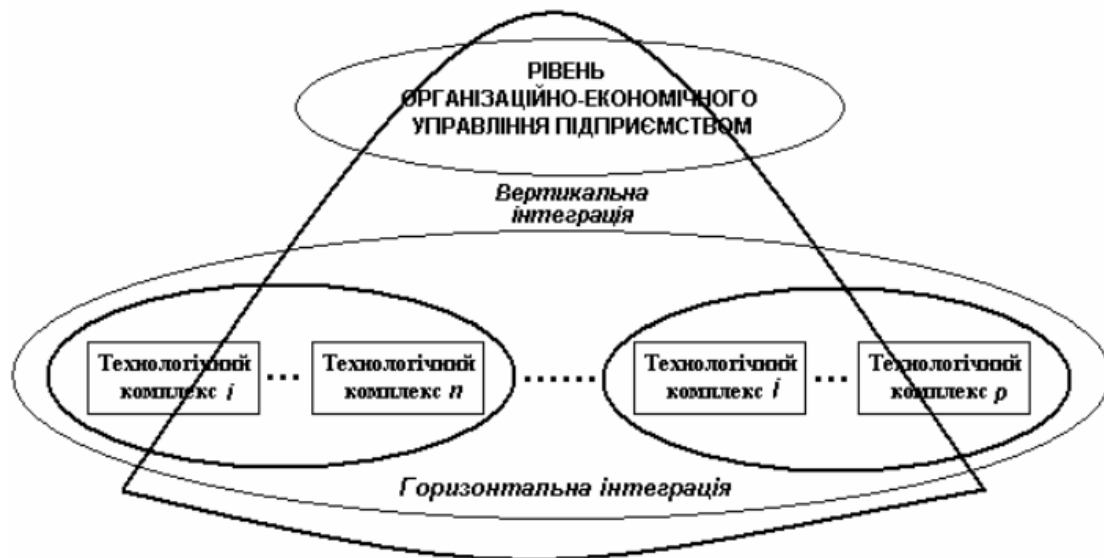 РІВЕНЬ
ОРГАНІЗАЦІЙНО-ЕКОНОМІЧНОГО
УПРАВЛІННЯ ПІДПРИЄМСТВОМ
Вертикальна
інтеграція
Технологічний
комплекс i
...
Технологічний
комплекс n
......
Технологічний
комплекс i
...
Технологічний
комплекс p
Горизонтальна інтеграція